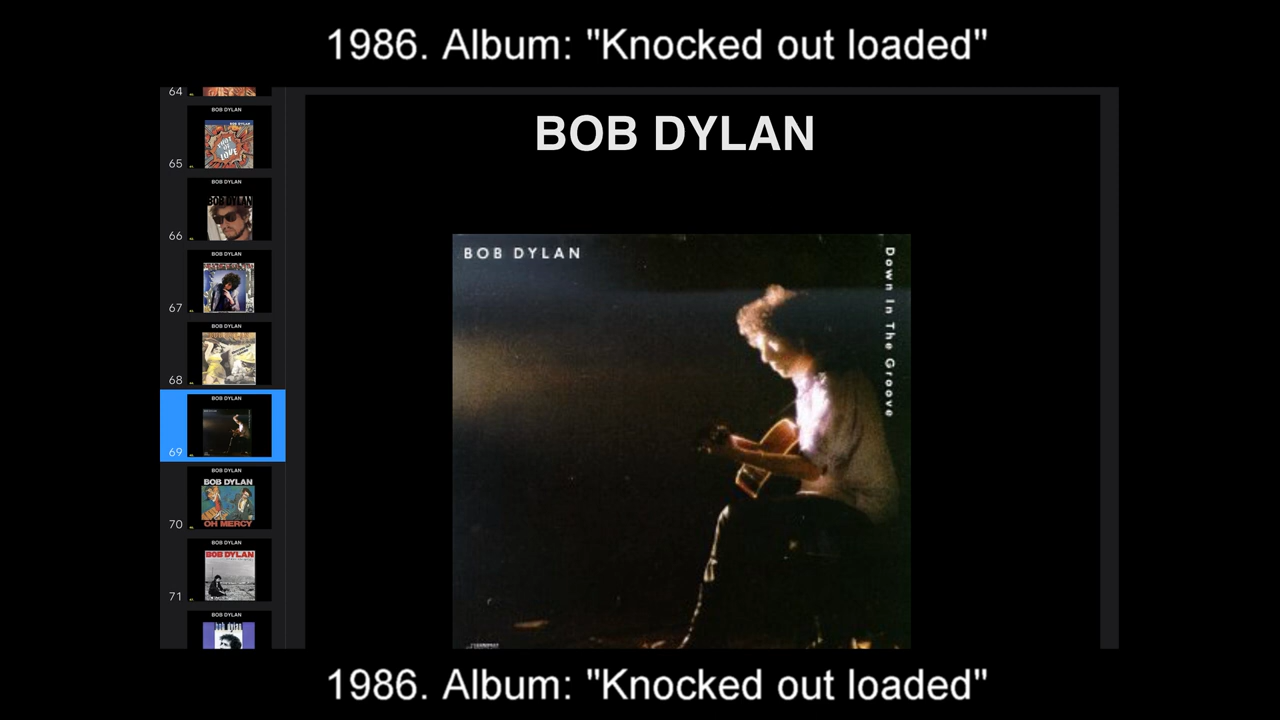 1986. Album: "Knocked out loaded"
64
BOB DYLAN
65
BOB DYLAN
BOB DYLAN
66
BOB DYLAN
67
BOB DYLAN
68
BOB DYLAN
69
BOB DYLAN
BOB DYLAN
OH MERCY
70
BOB DYLAN
BOB DYLAN
71
BOB DYLAN
BOB DYLAN
BOB DYLAN
Down In The Groove
1986. Album: "Knocked out loaded"